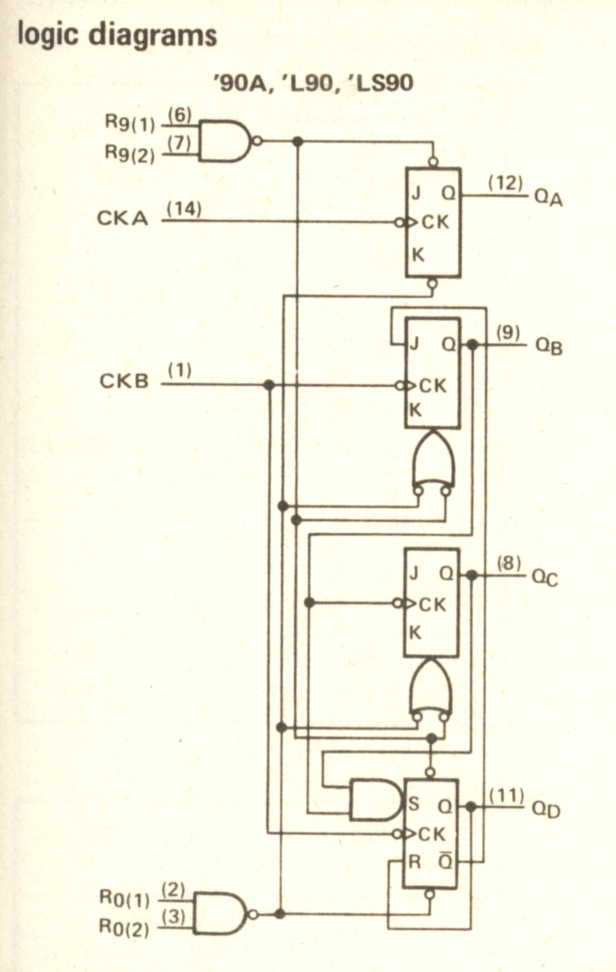 logic diagrams
'90A, 'L90, 'LS90
R9(1) (6)
R9(2) (7)
J Q (12) QA
CKA (14) CK
K
J Q (9) QB
CKB (1) CK
K
J Q (8) QC
CK
K
S Q (11) QD
CK
R Q̅
R0(1) (2)
R0(2) (3)